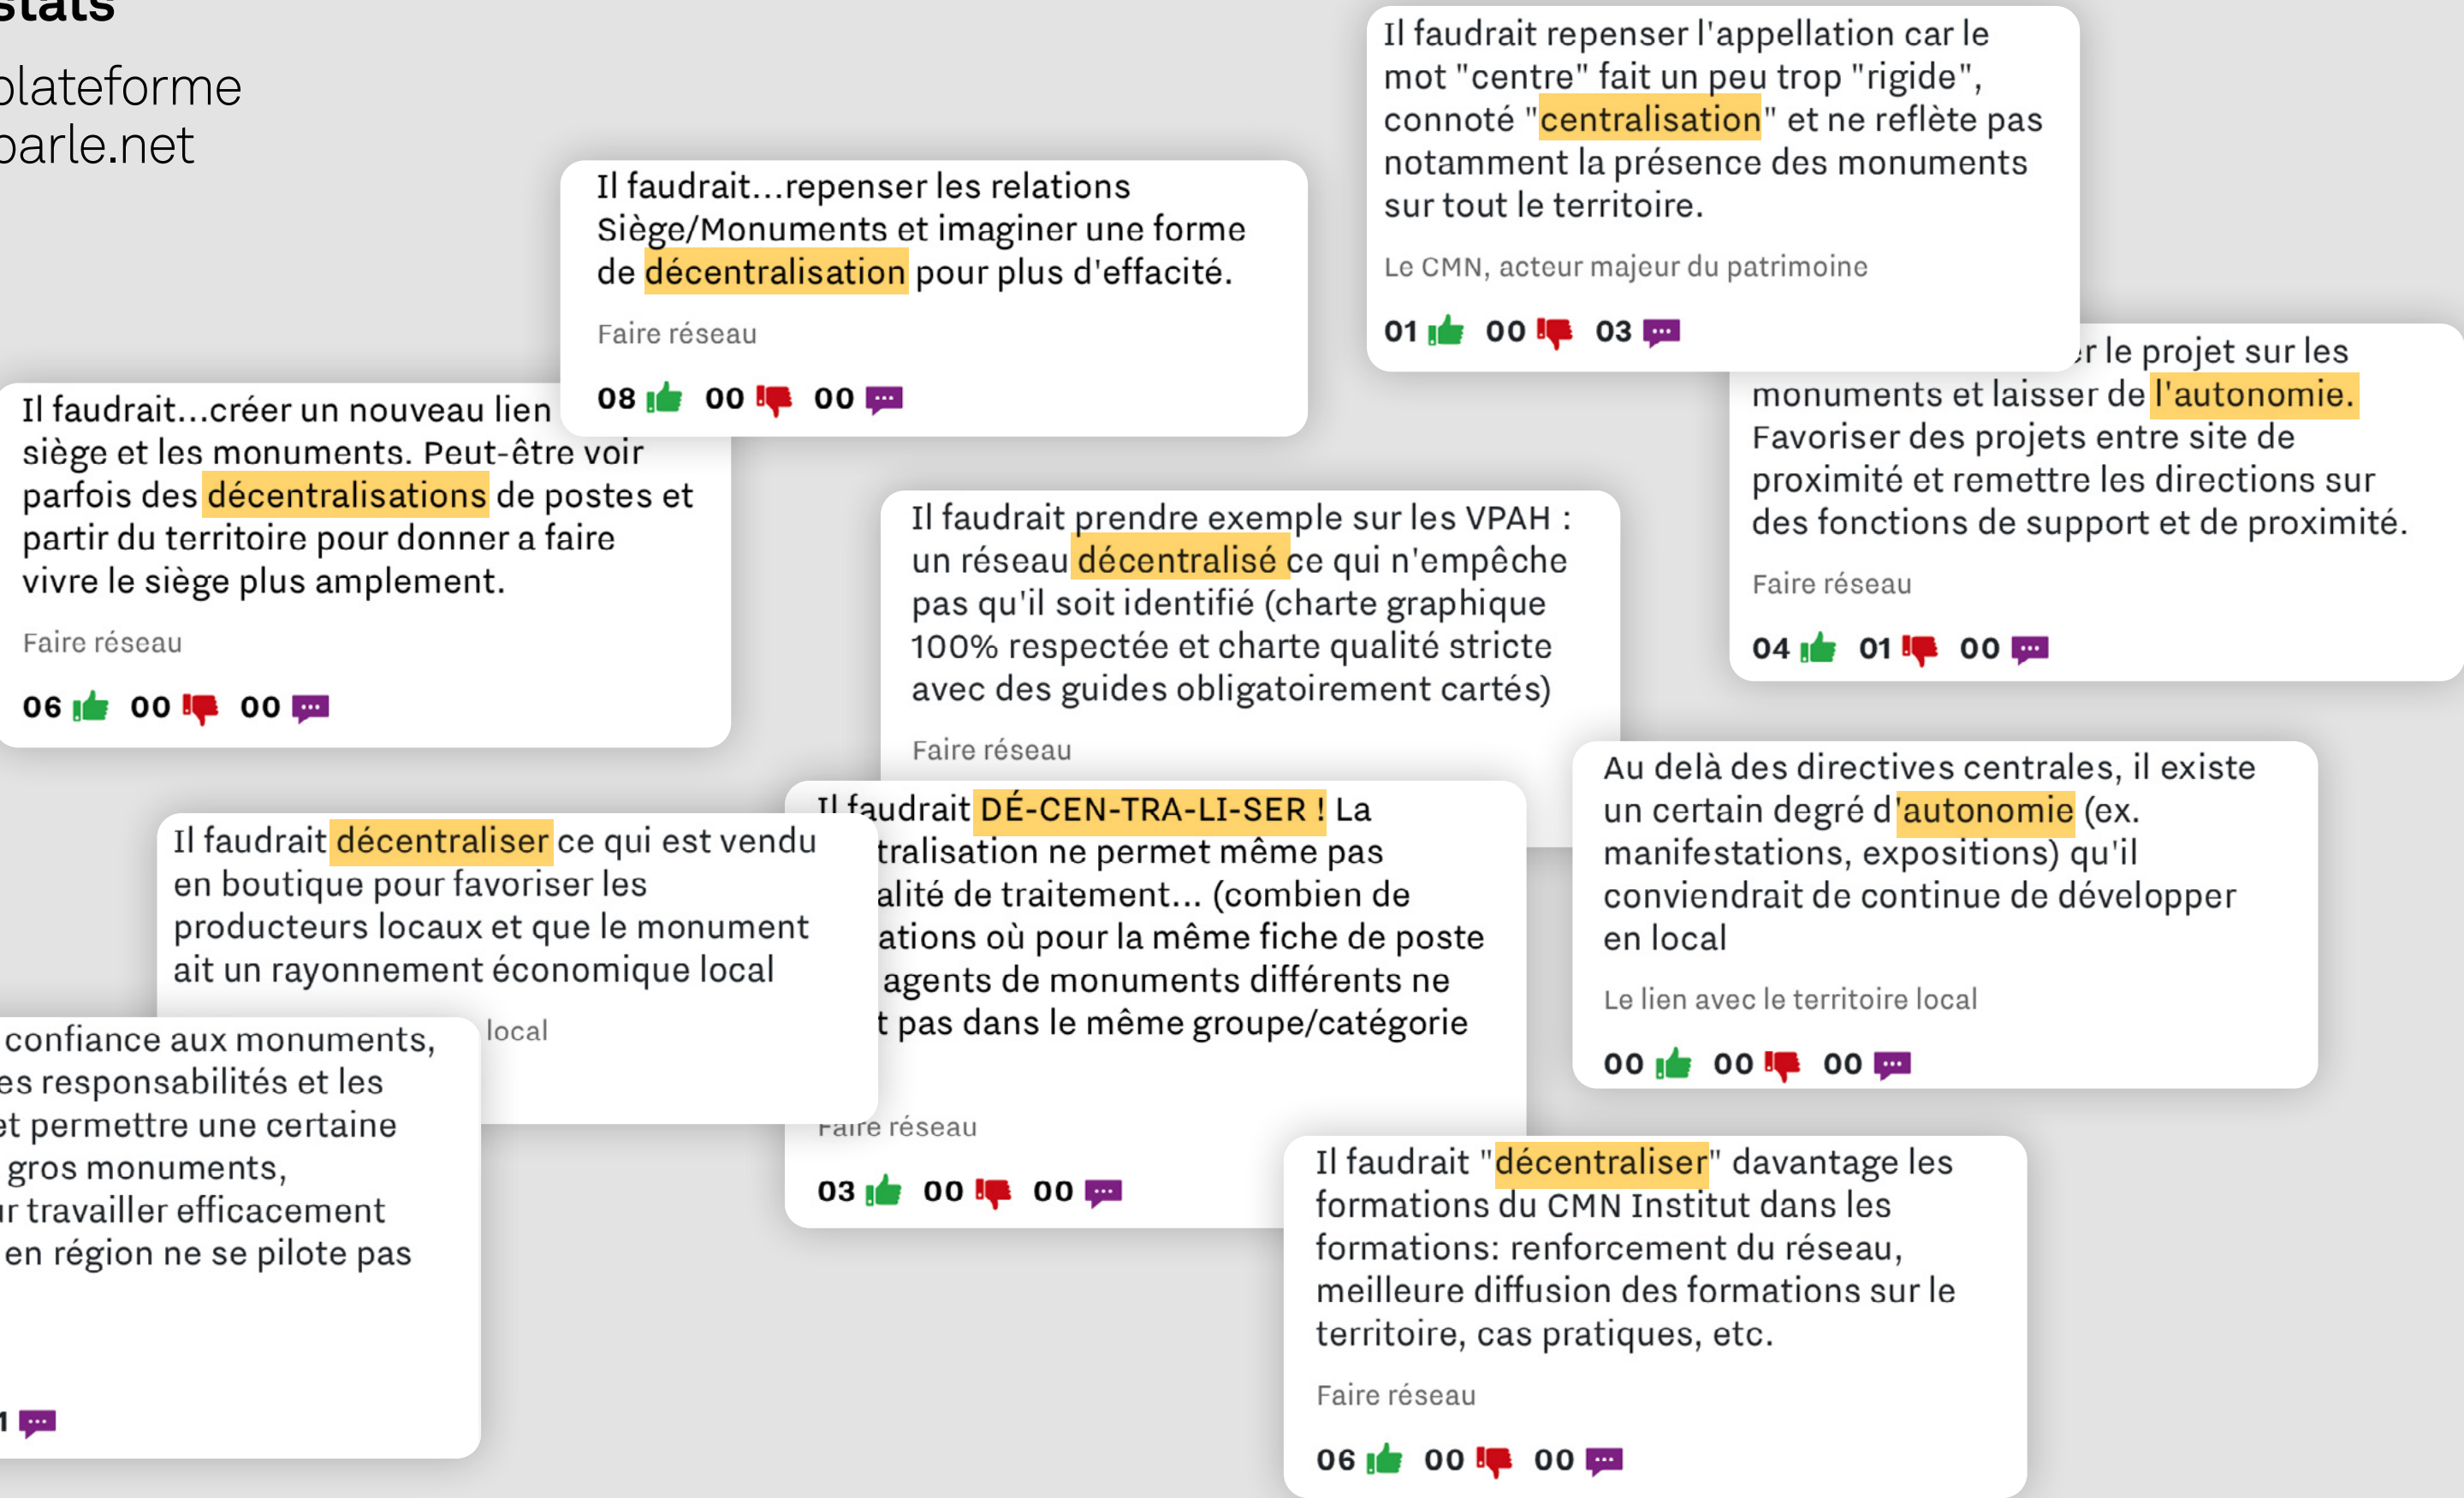 stats
plateforme
parle.net
Il faudrait repenser l'appellation car le
mot "centre" fait un peu trop "rigide",
connoté "centralisation" et ne reflète pas
notamment la présence des monuments
sur tout le territoire.
Le CMN, acteur majeur du patrimoine
01 00 03
Il faudrait...repenser les relations
Siège/Monuments et imaginer une forme
de décentralisation pour plus d'effacité.
Faire réseau
08 00 00
le projet sur les
monuments et laisser de l'autonomie.
Favoriser des projets entre site de
proximité et remettre les directions sur
des fonctions de support et de proximité.
Faire réseau
04 01 00
Il faudrait...créer un nouveau lien
siège et les monuments. Peut-être voir
parfois des décentralisations de postes et
partir du territoire pour donner a faire
vivre le siège plus amplement.
Faire réseau
06 00 00
Il faudrait prendre exemple sur les VPAH :
un réseau décentralisé ce qui n'empêche
pas qu'il soit identifié (charte graphique
100% respectée et charte qualité stricte
avec des guides obligatoirement cartés)
Faire réseau
Au delà des directives centrales, il existe
un certain degré d'autonomie (ex.
manifestations, expositions) qu'il
conviendrait de continue de développer
en local
Le lien avec le territoire local
00 00 00
Il faudrait DÉ-CEN-TRA-LI-SER ! La
tralisation ne permet même pas
alité de traitement... (combien de
ations où pour la même fiche de poste
agents de monuments différents ne
t pas dans le même groupe/catégorie
Faire réseau
03 00 00
Il faudrait décentraliser ce qui est vendu
en boutique pour favoriser les
producteurs locaux et que le monument
ait un rayonnement économique local
local
confiance aux monuments,
es responsabilités et les
et permettre une certaine
gros monuments,
ur travailler efficacement
en région ne se pilote pas
1
Il faudrait "décentraliser" davantage les
formations du CMN Institut dans les
formations: renforcement du réseau,
meilleure diffusion des formations sur le
territoire, cas pratiques, etc.
Faire réseau
06 00 00